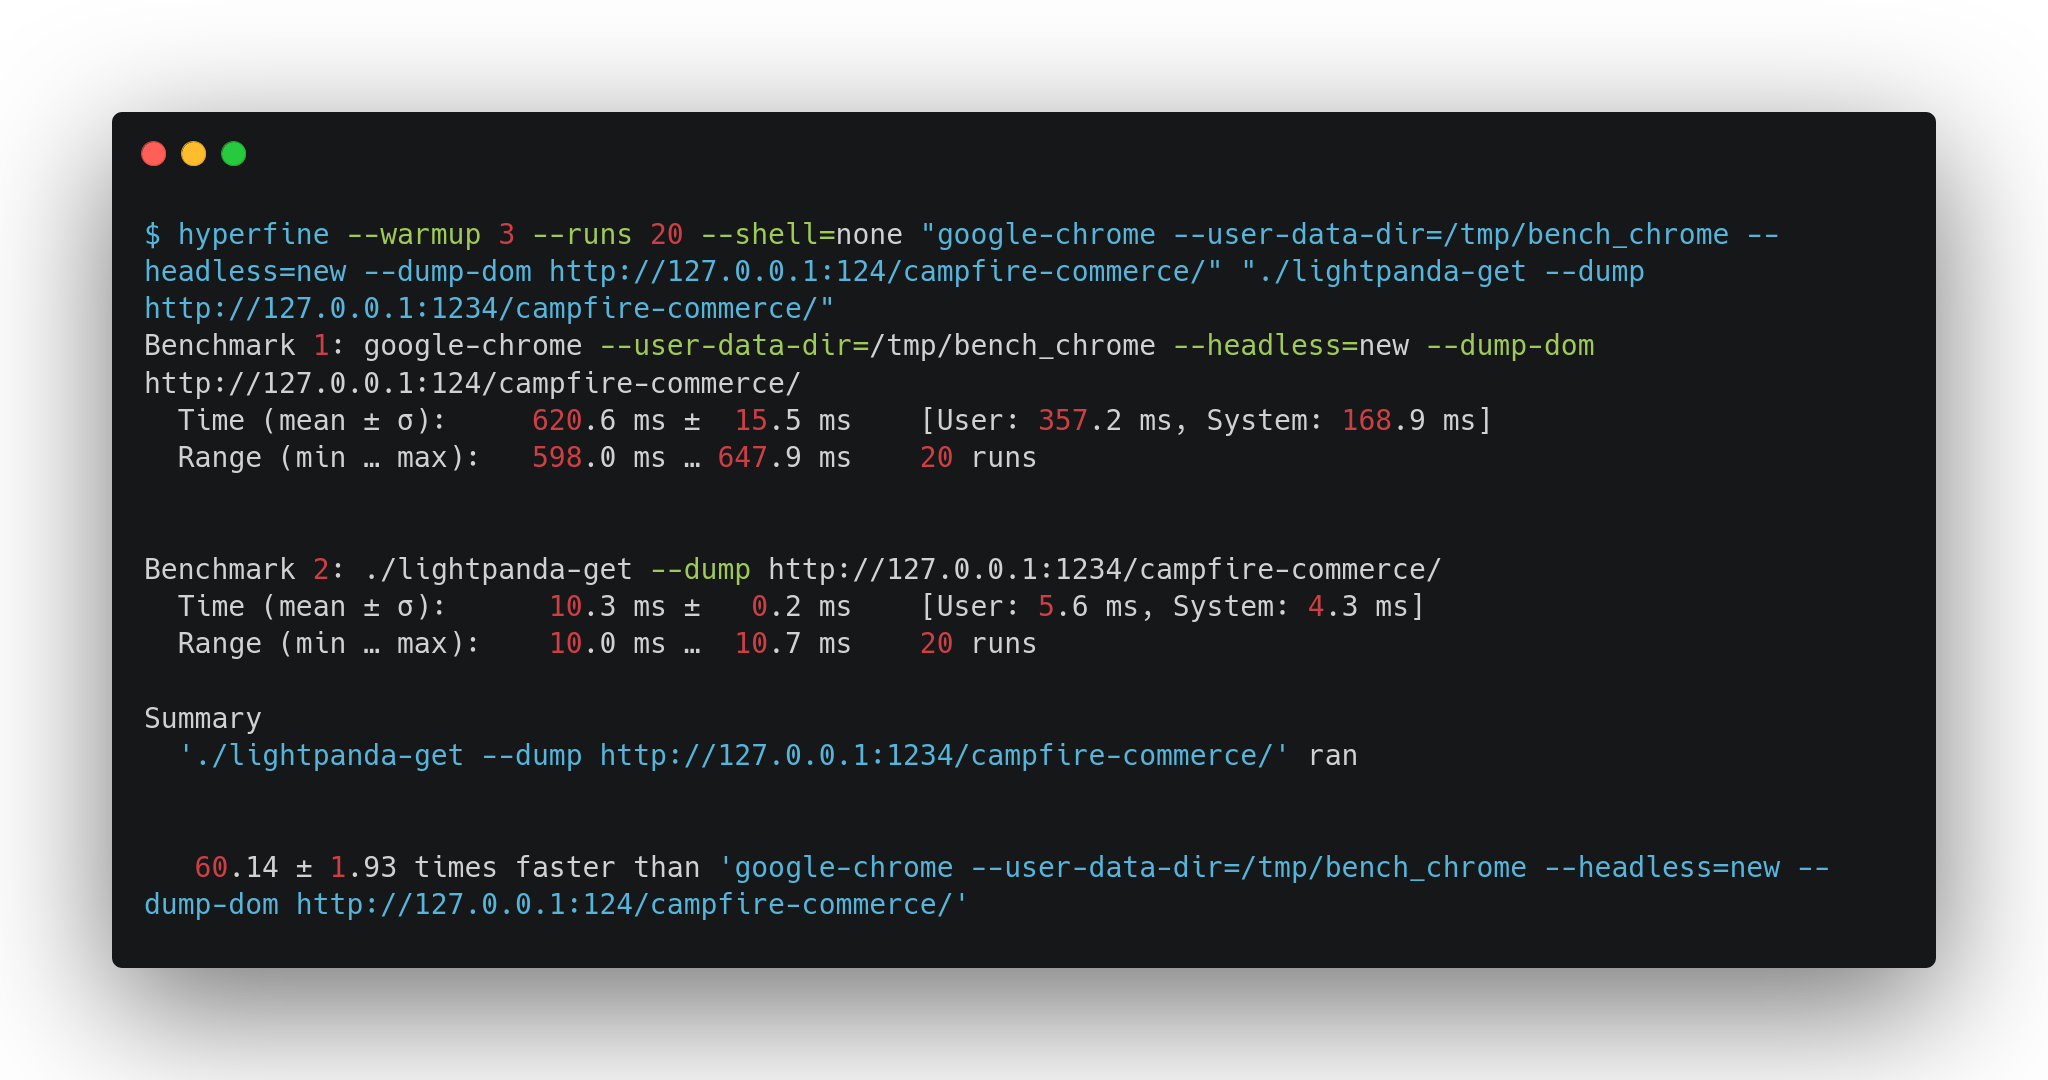 $ hyperfine --warmup 3 --runs 20 --shell=none "google-chrome --user-data-dir=/tmp/bench_chrome --
headless=new --dump-dom http://127.0.0.1:124/campfire-commerce/" "./lightpanda-get --dump
http://127.0.0.1:1234/campfire-commerce/"
Benchmark 1: google-chrome --user-data-dir=/tmp/bench_chrome --headless=new --dump-dom
http://127.0.0.1:124/campfire-commerce/
  Time (mean ± σ):     620.6 ms ±  15.5 ms    [User: 357.2 ms, System: 168.9 ms]
  Range (min … max):   598.0 ms … 647.9 ms    20 runs
Benchmark 2: ./lightpanda-get --dump http://127.0.0.1:1234/campfire-commerce/
  Time (mean ± σ):      10.3 ms ±   0.2 ms    [User: 5.6 ms, System: 4.3 ms]
  Range (min … max):    10.0 ms …  10.7 ms    20 runs
Summary
  './lightpanda-get --dump http://127.0.0.1:1234/campfire-commerce/' ran
   60.14 ± 1.93 times faster than 'google-chrome --user-data-dir=/tmp/bench_chrome --headless=new --
dump-dom http://127.0.0.1:124/campfire-commerce/'